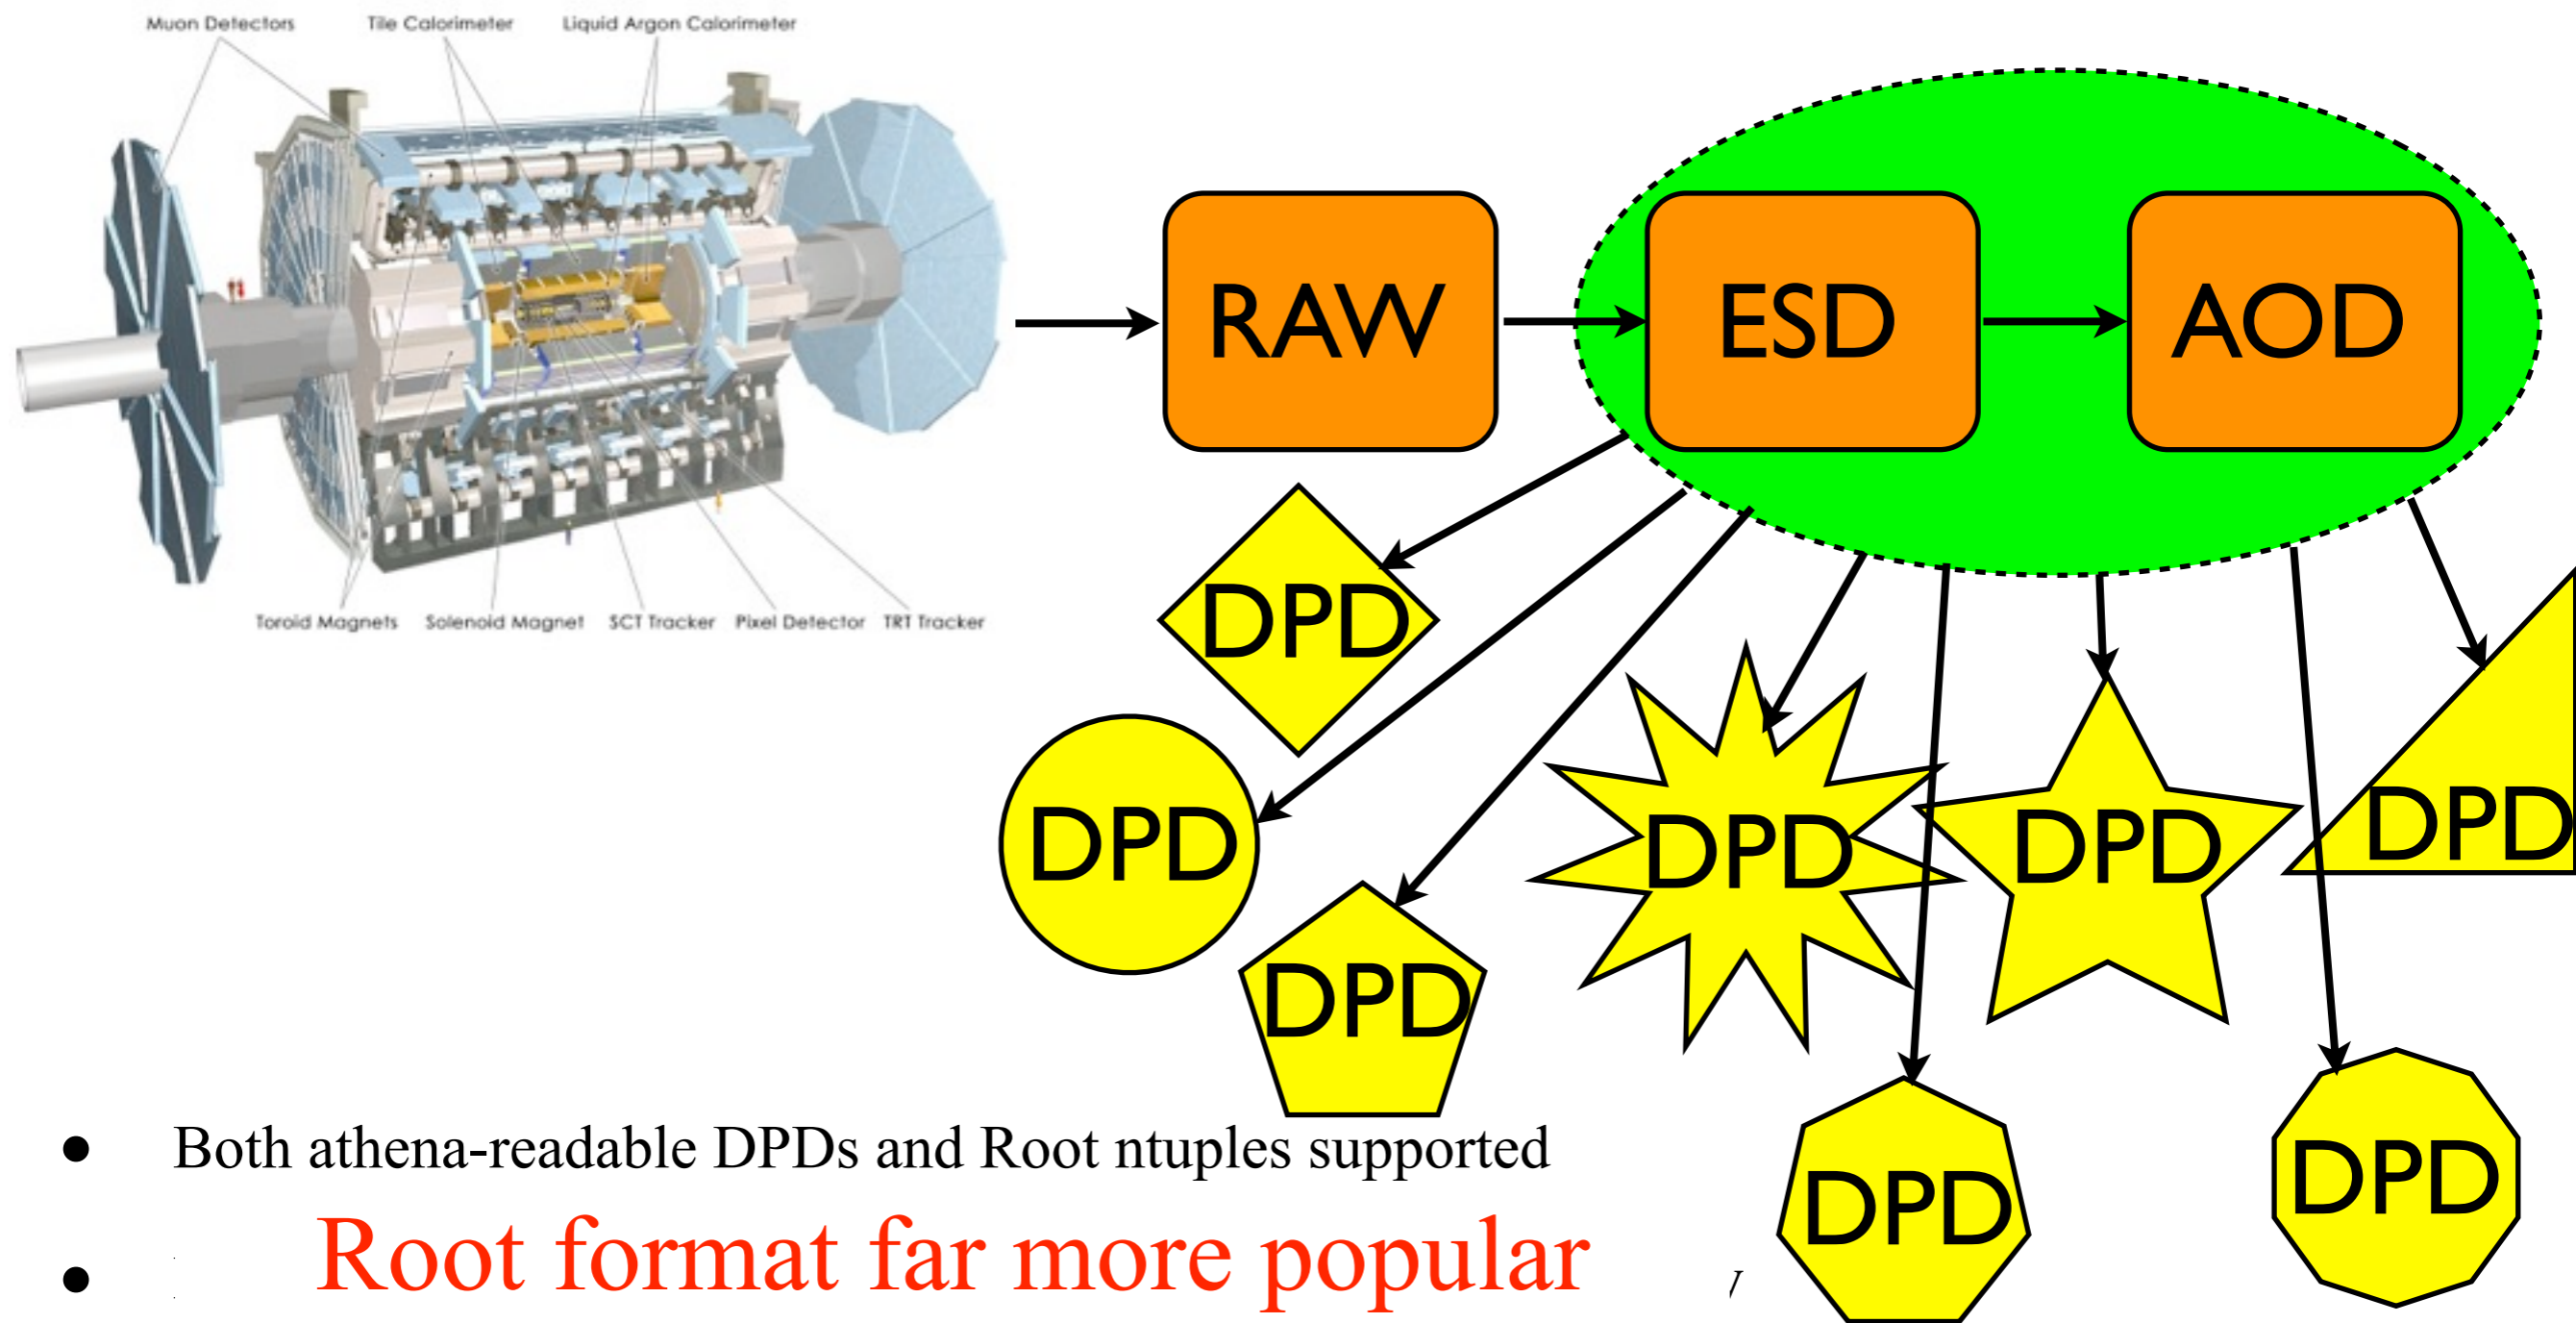 Muon Detectors Tile Calorimeter Liquid Argon Calorimeter
RAW ESD AOD
Toroid Magnets Solenoid Magnet SCT Tracker Pixel Detector TRT Tracker
DPD
DPD
DPD
DPD
DPD
DPD
DPD
DPD
• Both athena-readable DPDs and Root ntuples supported
• Root format far more popular